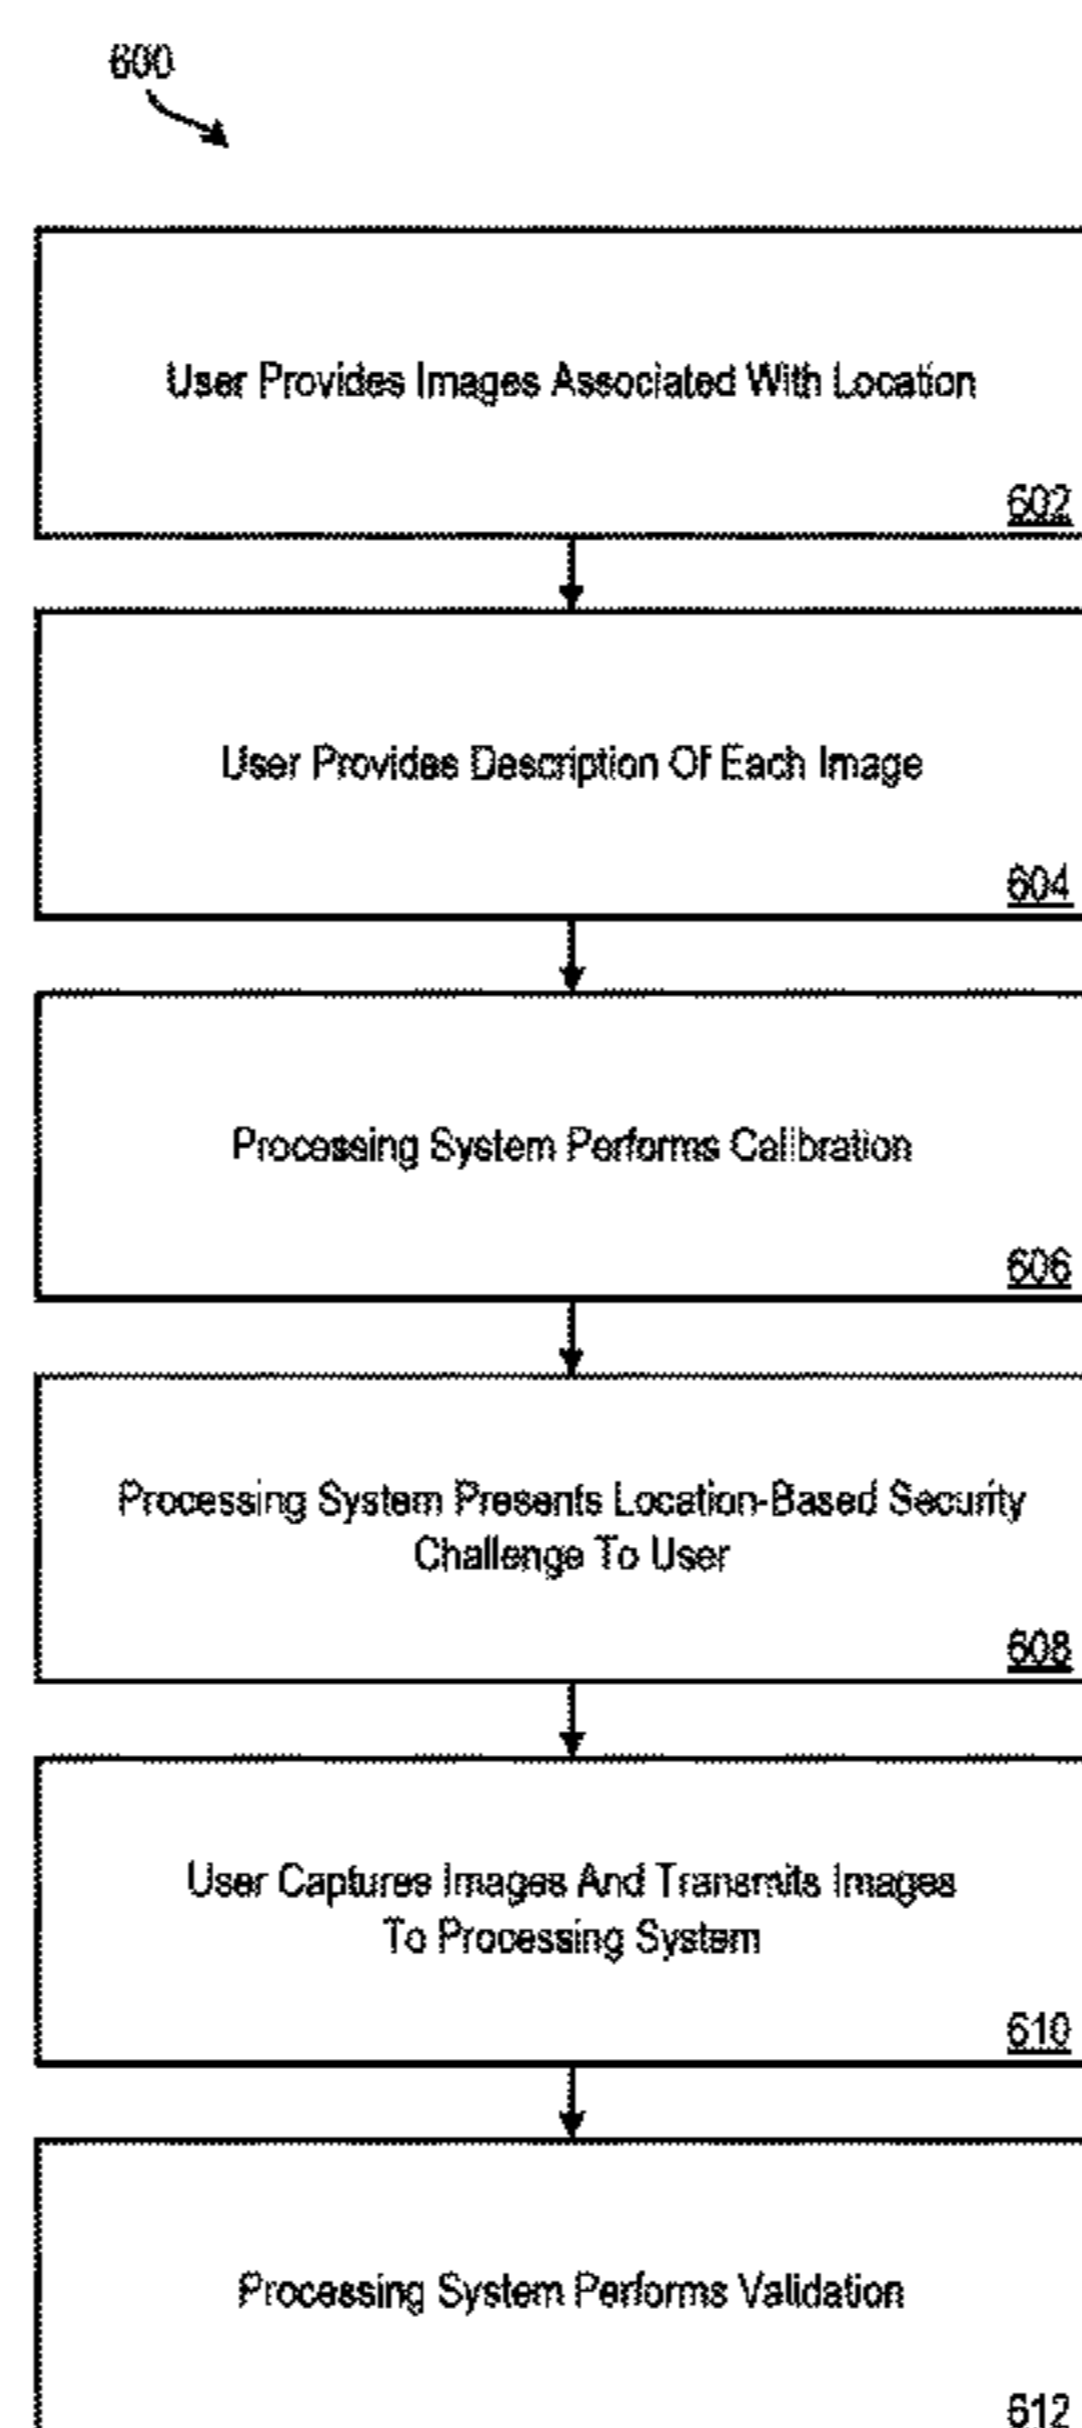 600
User Provides Images Associated With Location
602
User Provides Description Of Each Image
604
Processing System Performs Calibration
606
Processing System Presents Location-Based Security
Challenge To User
608
User Captures Images And Transmits Images
To Processing System
610
Processing System Performs Validation
612